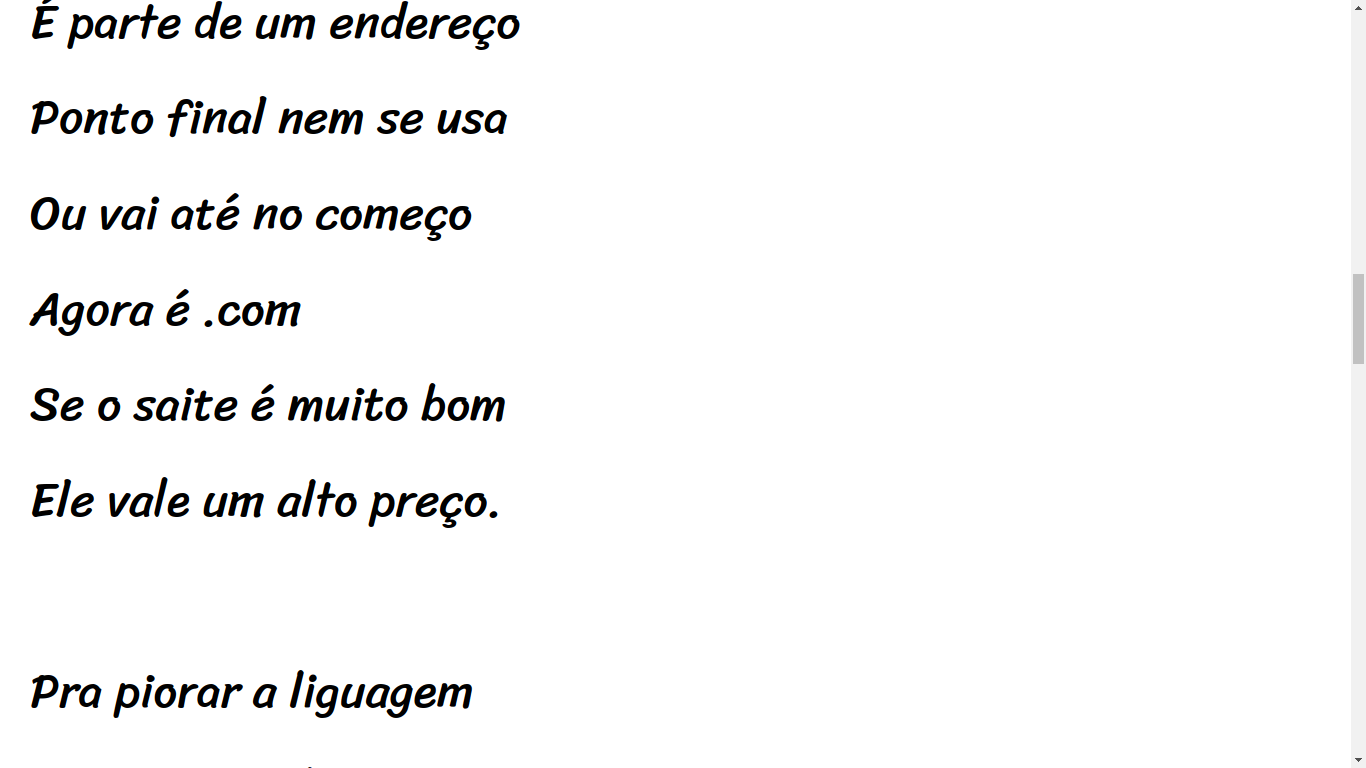 É parte de um endereço
Ponto final nem se usa
Ou vai até no começo
Agora é .com
Se o saite é muito bom
Ele vale um alto preço.
Pra piorar a liguagem